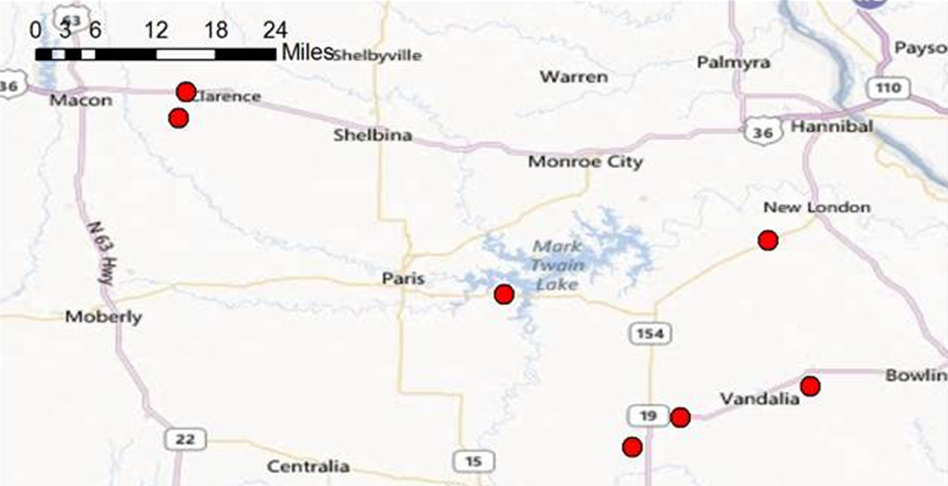 63
0 3 6 12 18 24
Miles
Shelbyville
36
Macon
Clarence
Shelbina
Warren
Palmyra
Payso
110
36
Hannibal
Monroe City
New London
N 63 Hwy
Mark
Twain
Lake
Paris
Moberly
154
Bowlin
Vandalia
19
22
Centralia
15